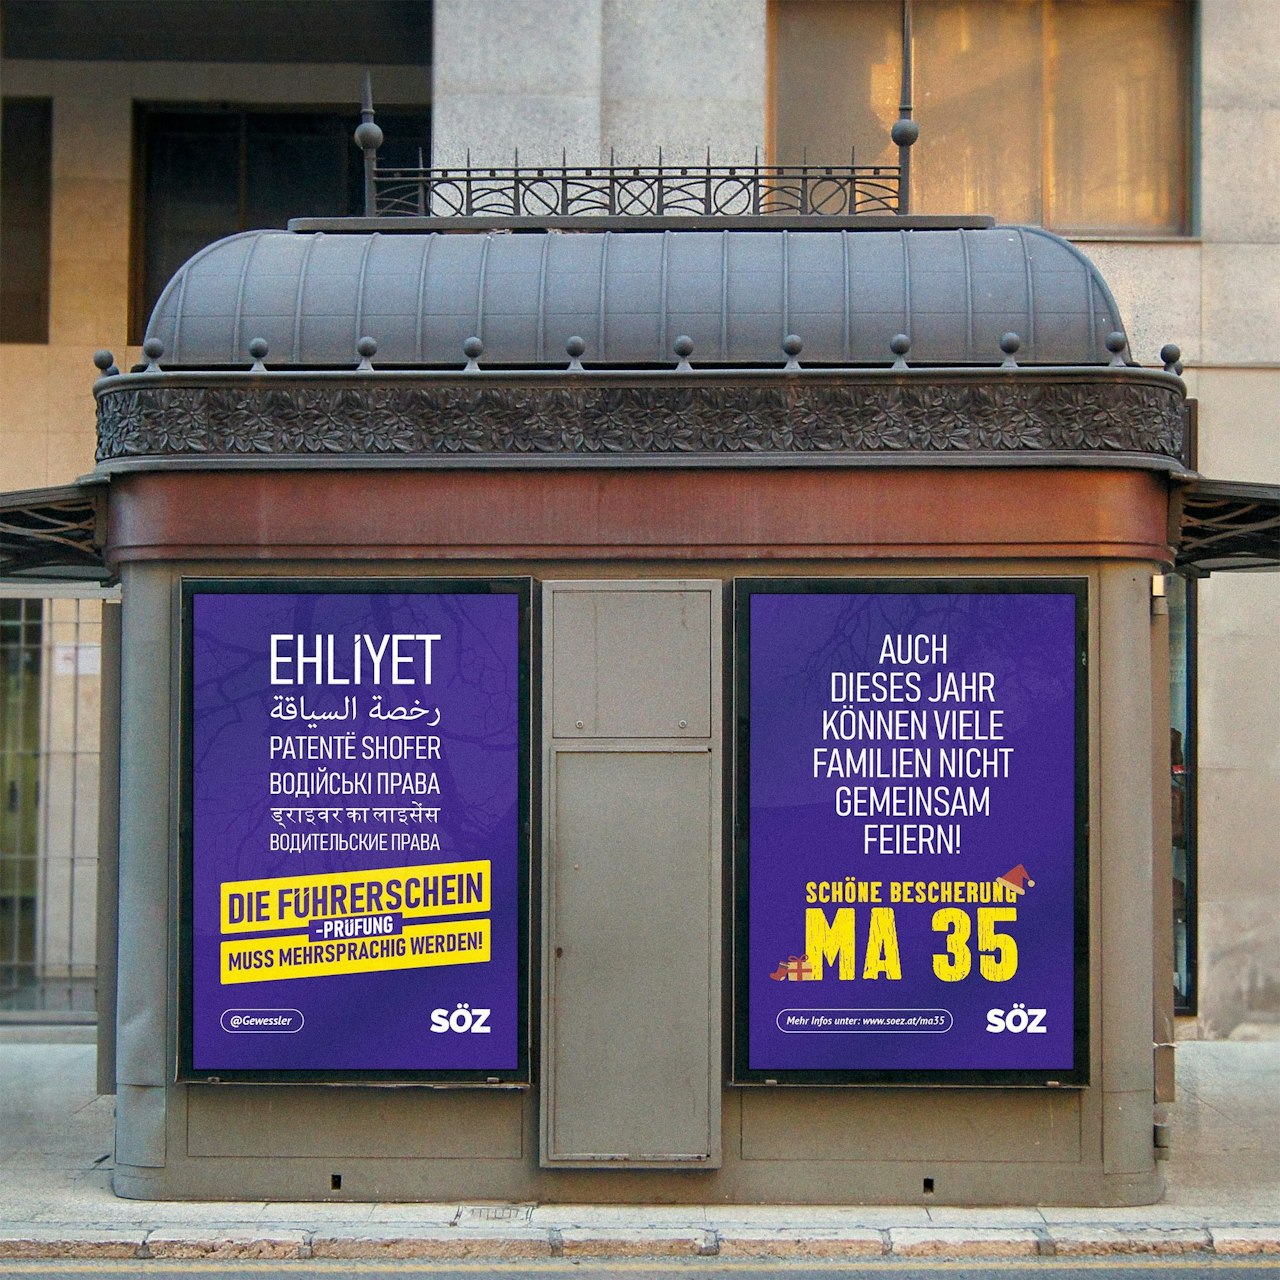 EHLİYET
رخصة السياقة
PATENTË SHOFER
ВОДІЙСЬКІ ПРАВА
ड्राइवर का लाइसेंस
ВОДИТЕЛЬСКИЕ ПРАВА
DIE FÜHRERSCHEIN
-PRÜFUNG
MUSS MEHRSPRACHIG WERDEN!
@Gewessler
SÖZ
AUCH
DIESES JAHR
KÖNNEN VIELE
FAMILIEN NICHT
GEMEINSAM
FEIERN!
SCHÖNE BESCHERUNG
MA 35
Mehr Infos unter: www.soez.at/ma35
SÖZ